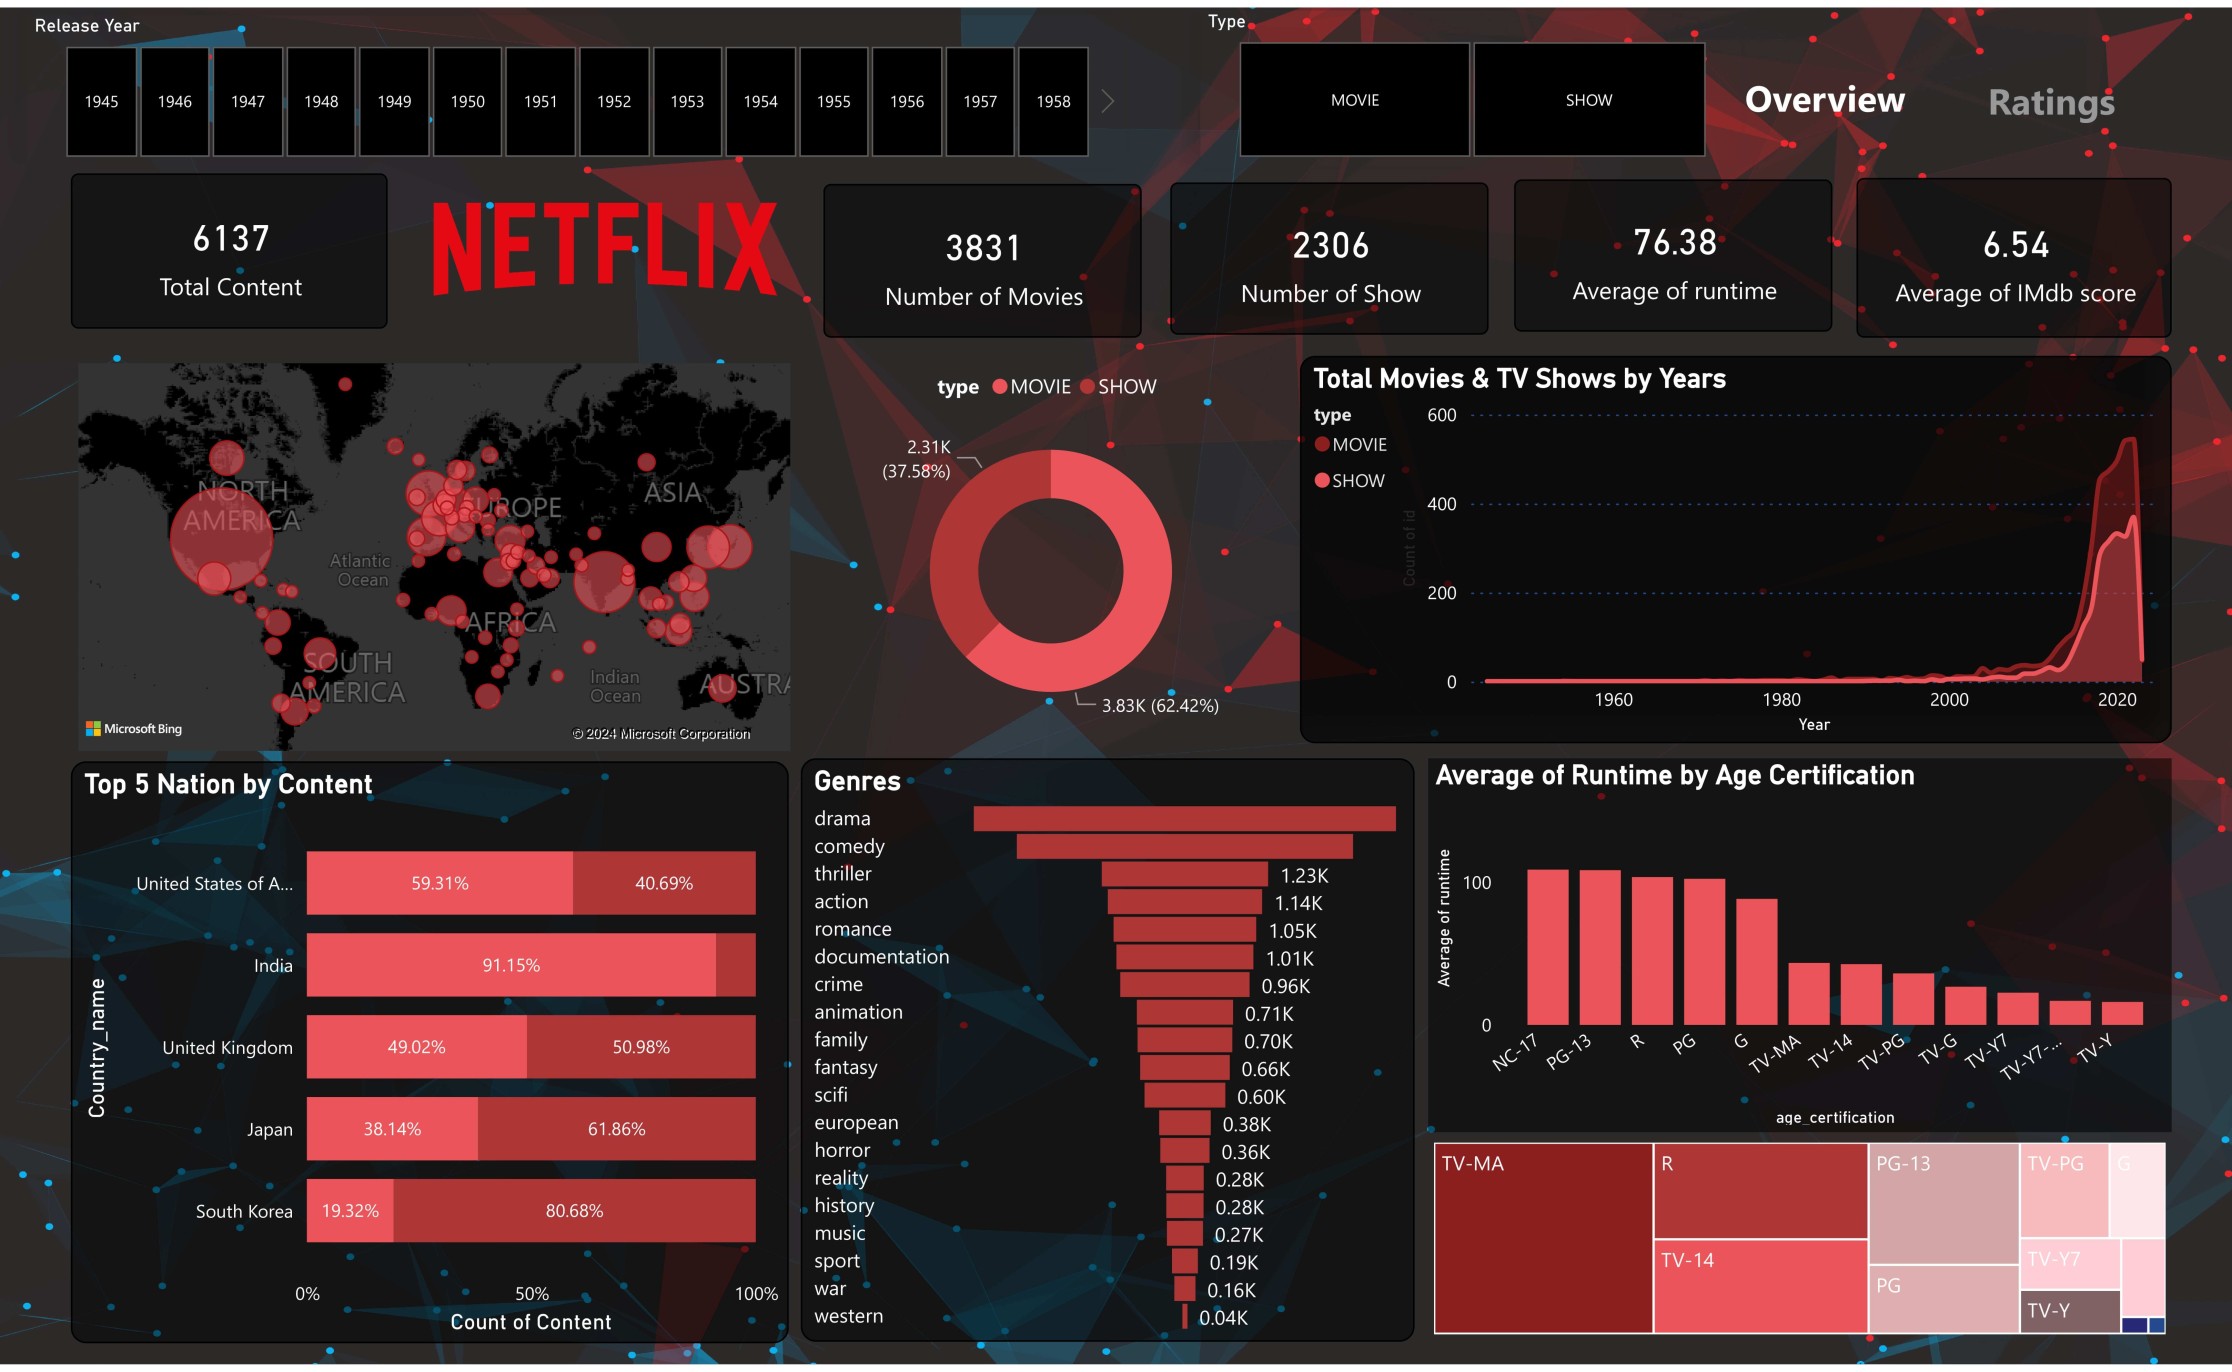 Release Year
Type
1945
1946
1947
1948
1949
1950
1951
1952
1953
1954
1955
1956
1957
1958
MOVIE
SHOW
Overview
Ratings
6137
Total Content
NETFLIX
3831
Number of Movies
2306
Number of Show
76.38
Average of runtime
6.54
Average of IMdb score
NORTH
AMERICA
EUROPE
ASIA
Atlantic
Ocean
AFRICA
SOUTH
AMERICA
Indian
Ocean
AUSTRA
Microsoft Bing
© 2024 Microsoft Corporation
type MOVIE SHOW
2.31K
(37.58%)
3.83K (62.42%)
Total Movies & TV Shows by Years
type
MOVIE
SHOW
Count of id
600
400
200
0
1960
1980
2000
2020
Year
Top 5 Nation by Content
Country_name
United States of A...
59.31%
40.69%
India
91.15%
United Kingdom
49.02%
50.98%
Japan
38.14%
61.86%
South Korea
19.32%
80.68%
0%
50%
100%
Count of Content
Genres
drama
comedy
thriller
1.23K
action
1.14K
romance
1.05K
documentation
1.01K
crime
0.96K
animation
0.71K
family
0.70K
fantasy
0.66K
scifi
0.60K
european
0.38K
horror
0.36K
reality
0.28K
history
0.28K
music
0.27K
sport
0.19K
war
0.16K
western
0.04K
Average of Runtime by Age Certification
Average of runtime
100
0
NC-17
PG-13
R
PG
G
TV-MA
TV-14
TV-PG
TV-G
TV-Y7
TV-Y7-...
TV-Y
age_certification
TV-MA
R
TV-14
PG-13
PG
TV-PG
G
TV-Y7
TV-Y